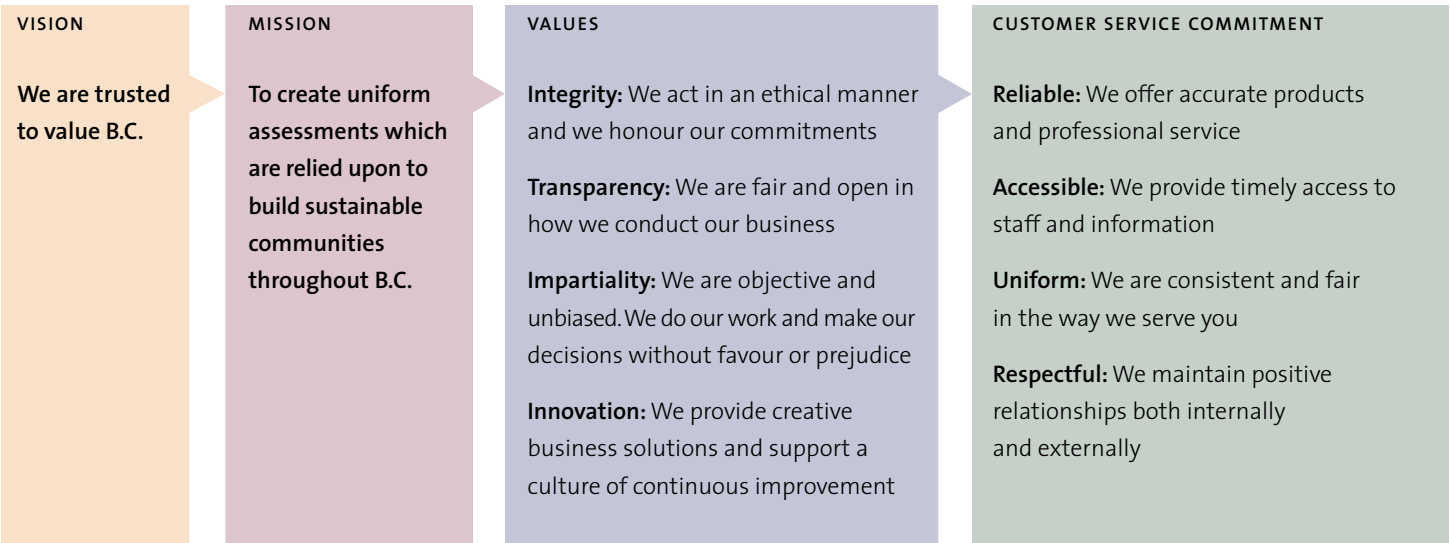 VISION
We are trusted
to value B.C.
MISSION
To create uniform
assessments which
are relied upon to
build sustainable
communities
throughout B.C.
VALUES
Integrity: We act in an ethical manner
and we honour our commitments
Transparency: We are fair and open in
how we conduct our business
Impartiality: We are objective and
unbiased. We do our work and make our
decisions without favour or prejudice
Innovation: We provide creative
business solutions and support a
culture of continuous improvement
CUSTOMER SERVICE COMMITMENT
Reliable: We offer accurate products
and professional service
Accessible: We provide timely access to
staff and information
Uniform: We are consistent and fair
in the way we serve you
Respectful: We maintain positive
relationships both internally
and externally